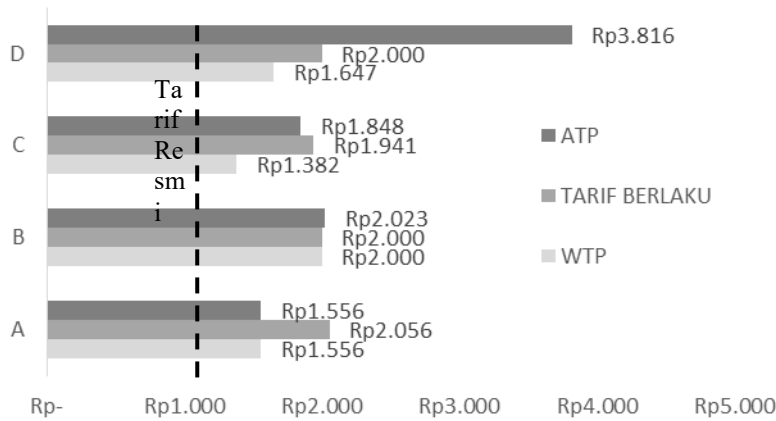 Rp3.816
D
Rp2.000
Rp1.647
Ta
rif
Re
sm
i
Rp1.848
C
Rp1.941
Rp1.382
ATP
TARIF BERLAKU
WTP
Rp2.023
B
Rp2.000
Rp2.000
Rp1.556
A
Rp2.056
Rp1.556
Rp-
Rp1.000
Rp2.000
Rp3.000
Rp4.000
Rp5.000